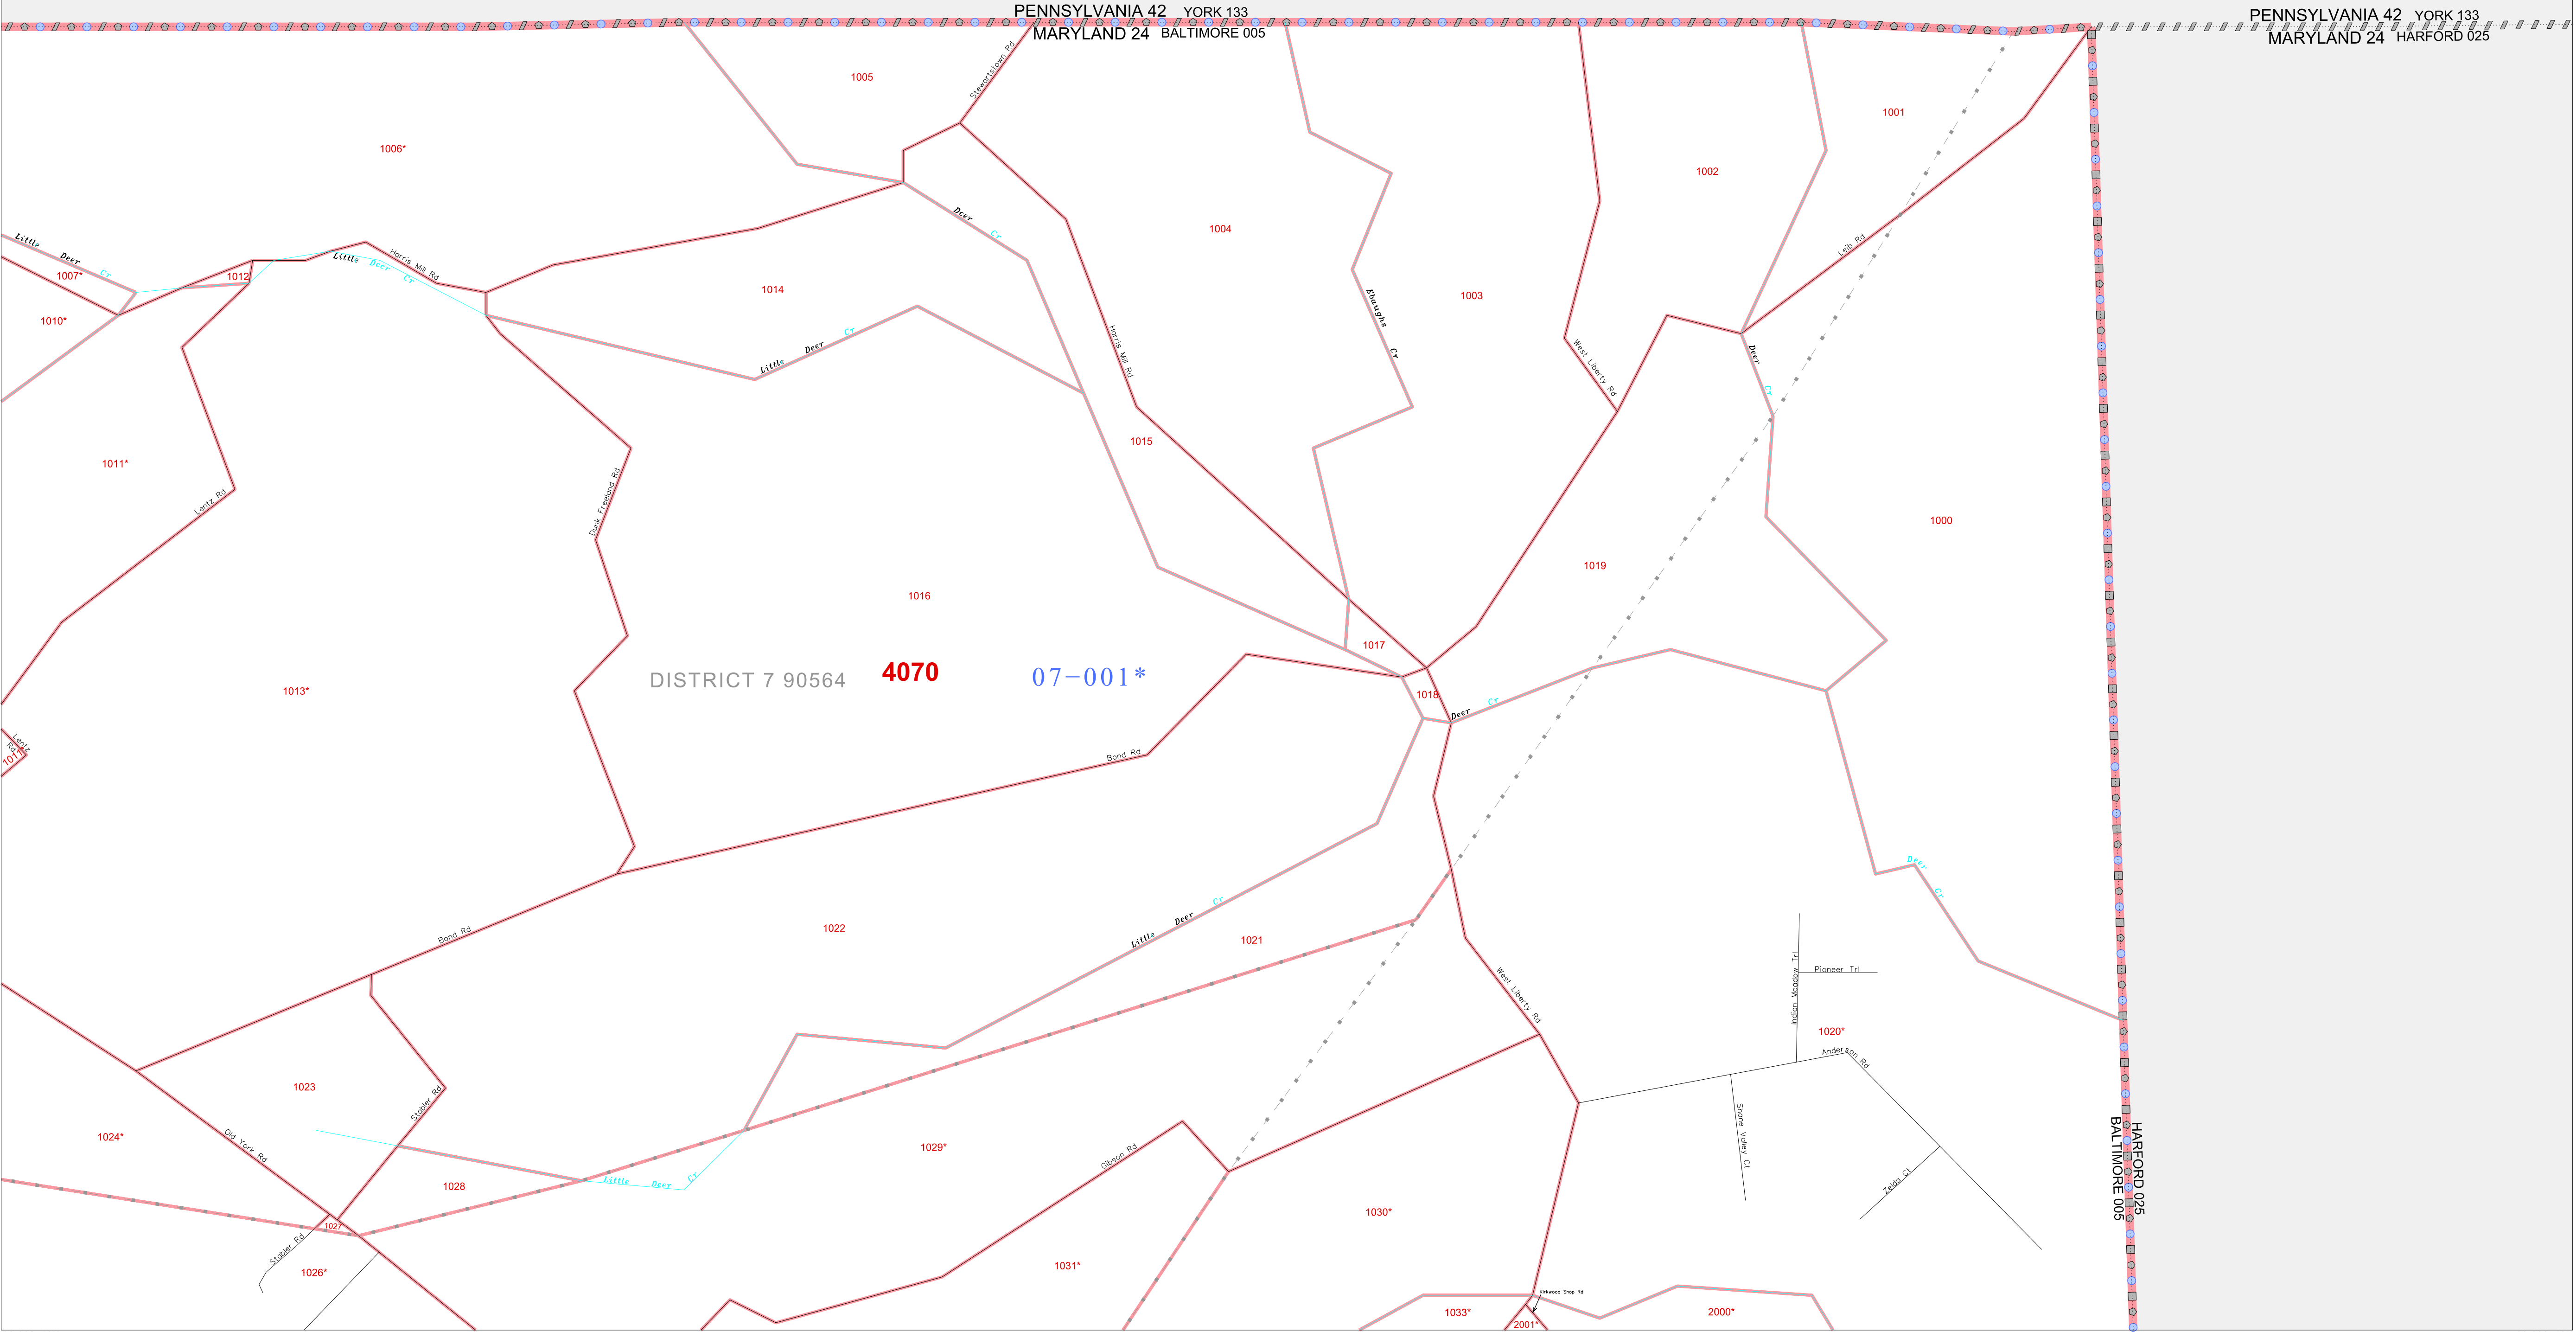 PENNSYLVANIA 42 YORK 133
MARYLAND 24 BALTIMORE 005
PENNSYLVANIA 42 YORK 133
MARYLAND 24 HARFORD 025
1005
Stewartstown Rd
1001
1006*
1002
1004
Deer Cr
Little Deer Cr
1007*
1012
Little Deer Cr
Harris Mill Rd
1014
1003
Leib Rd
1010*
Ebaughs Cr
Harris Mill Rd
Little Deer Cr
West Liberty Rd
Deer Cr
1015
1011*
Lentz Rd
Dunk Freeland Rd
1000
1016
1019
1017
DISTRICT 7 90564
4070
07-001*
1013*
1018
Deer Cr
Lentz Rd
1011
Bond Rd
Deer Cr
1022
Little Deer Cr
1021
Bond Rd
West Liberty Rd
Indian Meadow Trl
Pioneer Trl
1020*
Anderson Rd
1023
Stabler Rd
Shane Valley Ct
1024*
Old York Rd
1029*
Gibson Rd
Zelda Ct
HARFORD 025
BALTIMORE 005
1028
Little Deer Cr
1030*
1027
Stabler Rd
1026*
1031*
Kirkwood Shop Rd
1033*
2001*
2000*